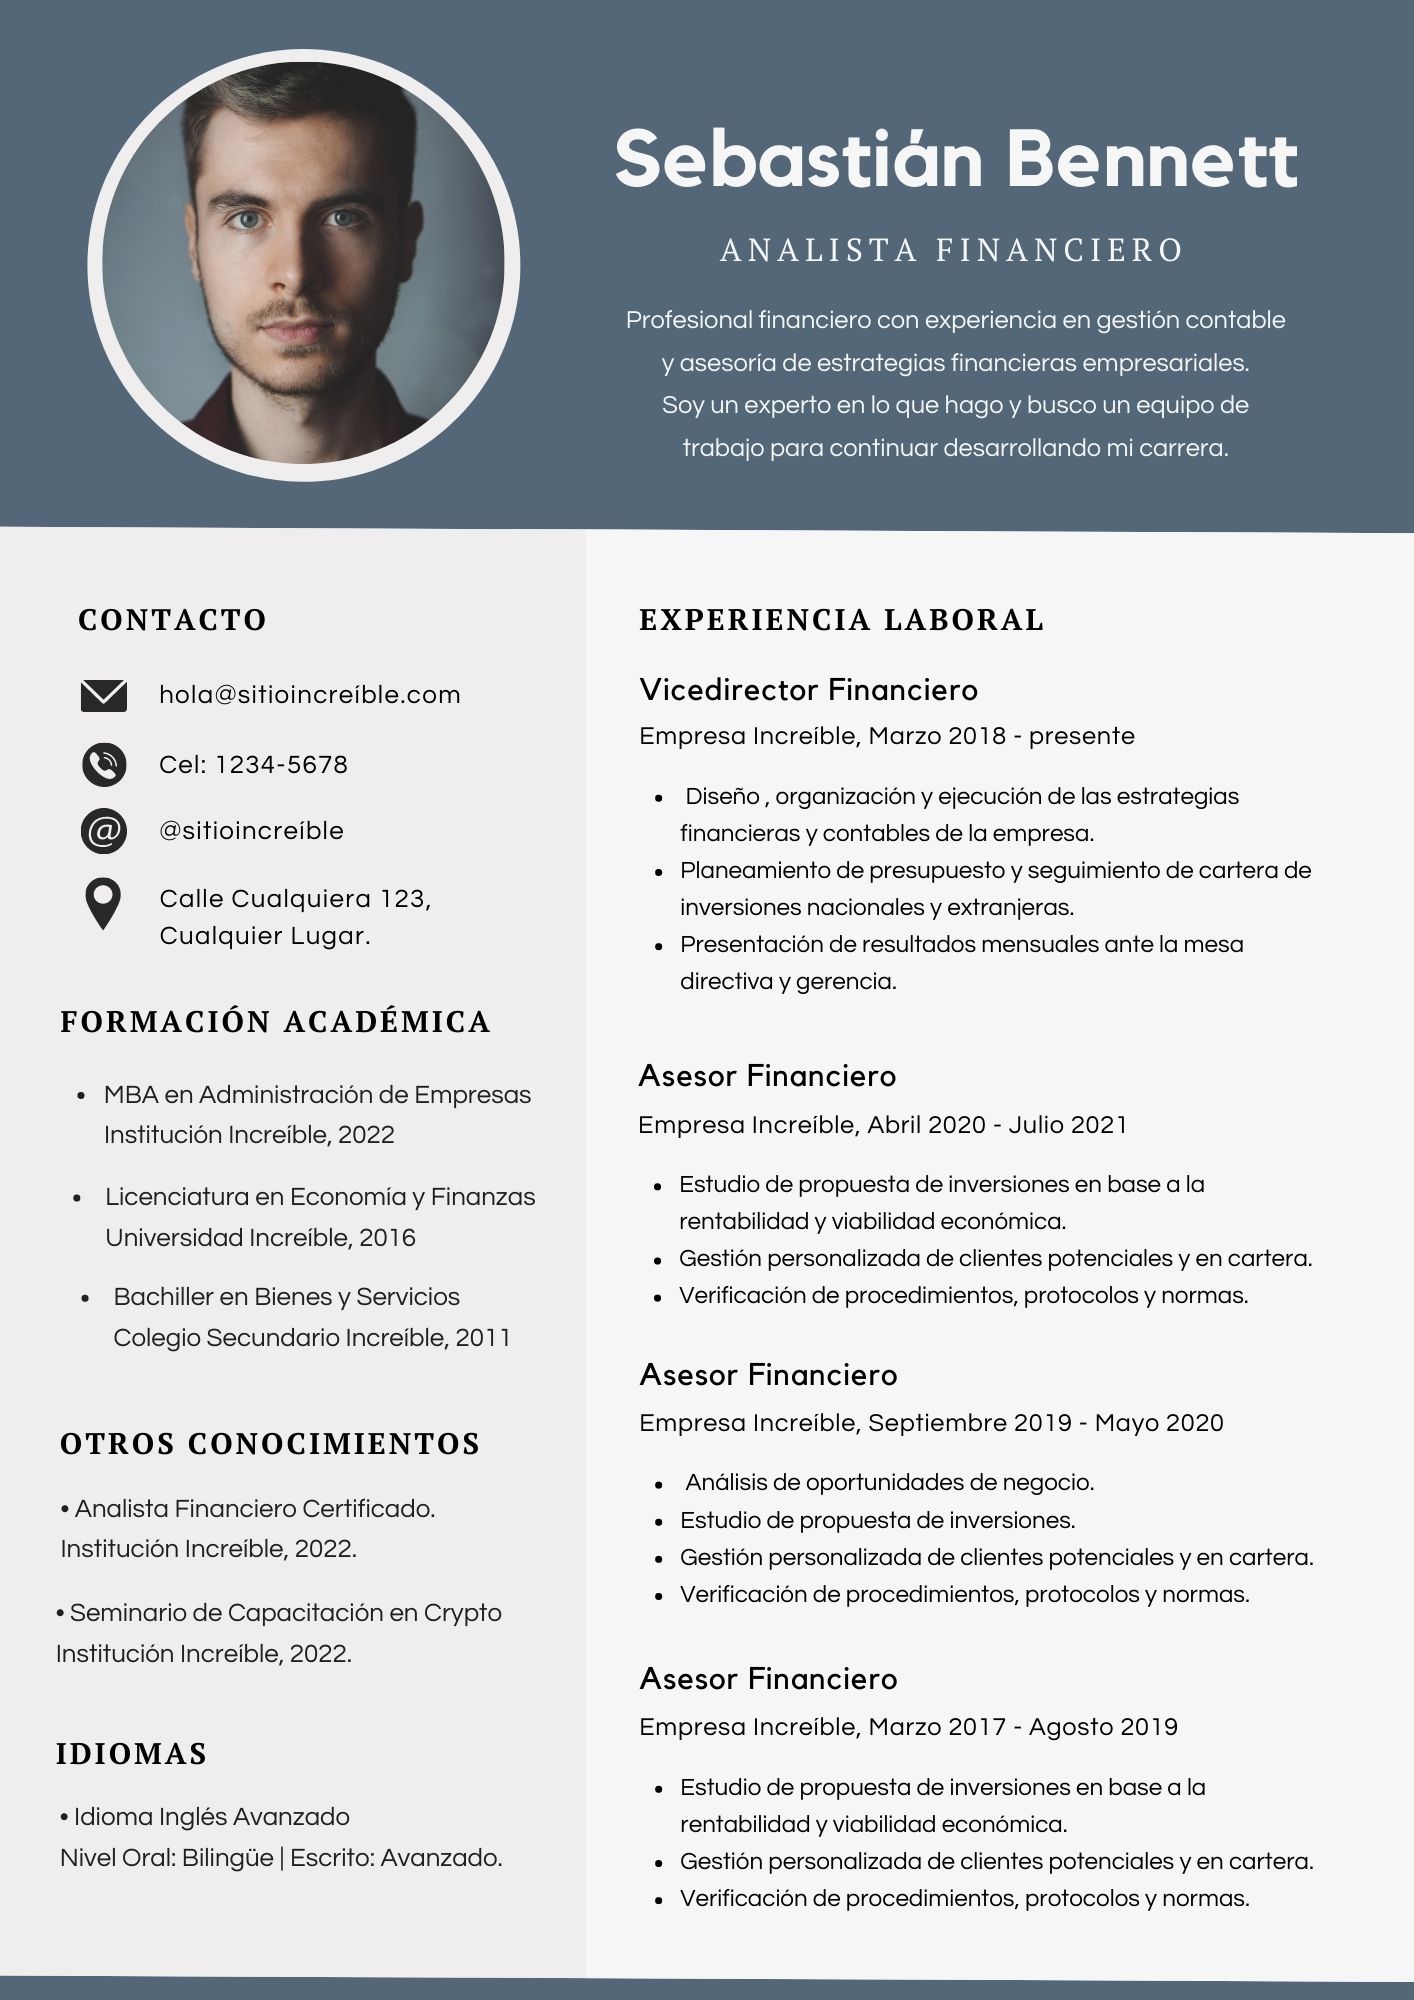 Sebastián Bennett
ANALISTA FINANCIERO
Profesional financiero con experiencia en gestión contable
y asesoría de estrategias financieras empresariales.
Soy un experto en lo que hago y busco un equipo de
trabajo para continuar desarrollando mi carrera.
CONTACTO
hola@sitioincreíble.com
Cel: 1234-5678
@sitioincreíble
Calle Cualquiera 123,
Cualquier Lugar.
FORMACIÓN ACADÉMICA
• MBA en Administración de Empresas
Institución Increíble, 2022
• Licenciatura en Economía y Finanzas
Universidad Increíble, 2016
• Bachiller en Bienes y Servicios
Colegio Secundario Increíble, 2011
OTROS CONOCIMIENTOS
• Analista Financiero Certificado.
Institución Increíble, 2022.
• Seminario de Capacitación en Crypto
Institución Increíble, 2022.
IDIOMAS
• Idioma Inglés Avanzado
Nivel Oral: Bilingüe | Escrito: Avanzado.
EXPERIENCIA LABORAL
Vicedirector Financiero
Empresa Increíble, Marzo 2018 - presente
• Diseño , organización y ejecución de las estrategias
financieras y contables de la empresa.
• Planeamiento de presupuesto y seguimiento de cartera de
inversiones nacionales y extranjeras.
• Presentación de resultados mensuales ante la mesa
directiva y gerencia.
Asesor Financiero
Empresa Increíble, Abril 2020 - Julio 2021
• Estudio de propuesta de inversiones en base a la
rentabilidad y viabilidad económica.
• Gestión personalizada de clientes potenciales y en cartera.
• Verificación de procedimientos, protocolos y normas.
Asesor Financiero
Empresa Increíble, Septiembre 2019 - Mayo 2020
• Análisis de oportunidades de negocio.
• Estudio de propuesta de inversiones.
• Gestión personalizada de clientes potenciales y en cartera.
• Verificación de procedimientos, protocolos y normas.
Asesor Financiero
Empresa Increíble, Marzo 2017 - Agosto 2019
• Estudio de propuesta de inversiones en base a la
rentabilidad y viabilidad económica.
• Gestión personalizada de clientes potenciales y en cartera.
• Verificación de procedimientos, protocolos y normas.